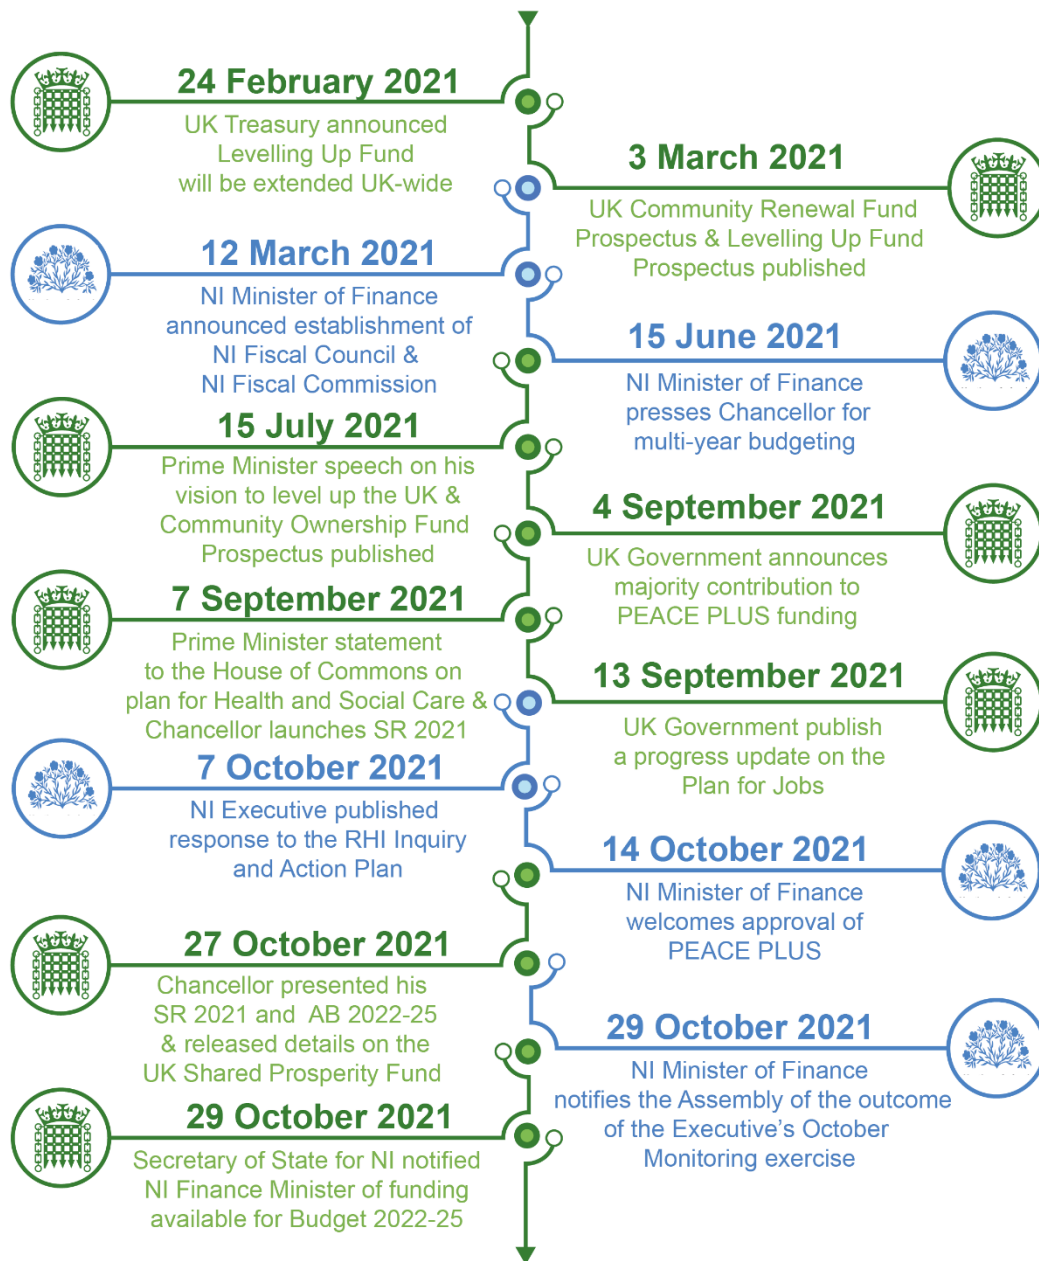 24 February 2021
UK Treasury announced
Levelling Up Fund
will be extended UK-wide
3 March 2021
UK Community Renewal Fund
Prospectus & Levelling Up Fund
Prospectus published
12 March 2021
NI Minister of Finance
announced establishment of
NI Fiscal Council &
NI Fiscal Commission
15 June 2021
NI Minister of Finance
presses Chancellor for
multi-year budgeting
15 July 2021
Prime Minister speech on his
vision to level up the UK &
Community Ownership Fund
Prospectus published
4 September 2021
UK Government announces
majority contribution to
PEACE PLUS funding
7 September 2021
Prime Minister statement
to the House of Commons on
plan for Health and Social Care &
Chancellor launches SR 2021
13 September 2021
UK Government publish
a progress update on the
Plan for Jobs
7 October 2021
NI Executive published
response to the RHI Inquiry
and Action Plan
14 October 2021
NI Minister of Finance
welcomes approval of
PEACE PLUS
27 October 2021
Chancellor presented his
SR 2021 and AB 2022-25
& released details on the
UK Shared Prosperity Fund
29 October 2021
NI Minister of Finance
notifies the Assembly of the outcome
of the Executive's October
Monitoring exercise
29 October 2021
Secretary of State for NI notified
NI Finance Minister of funding
available for Budget 2022-25